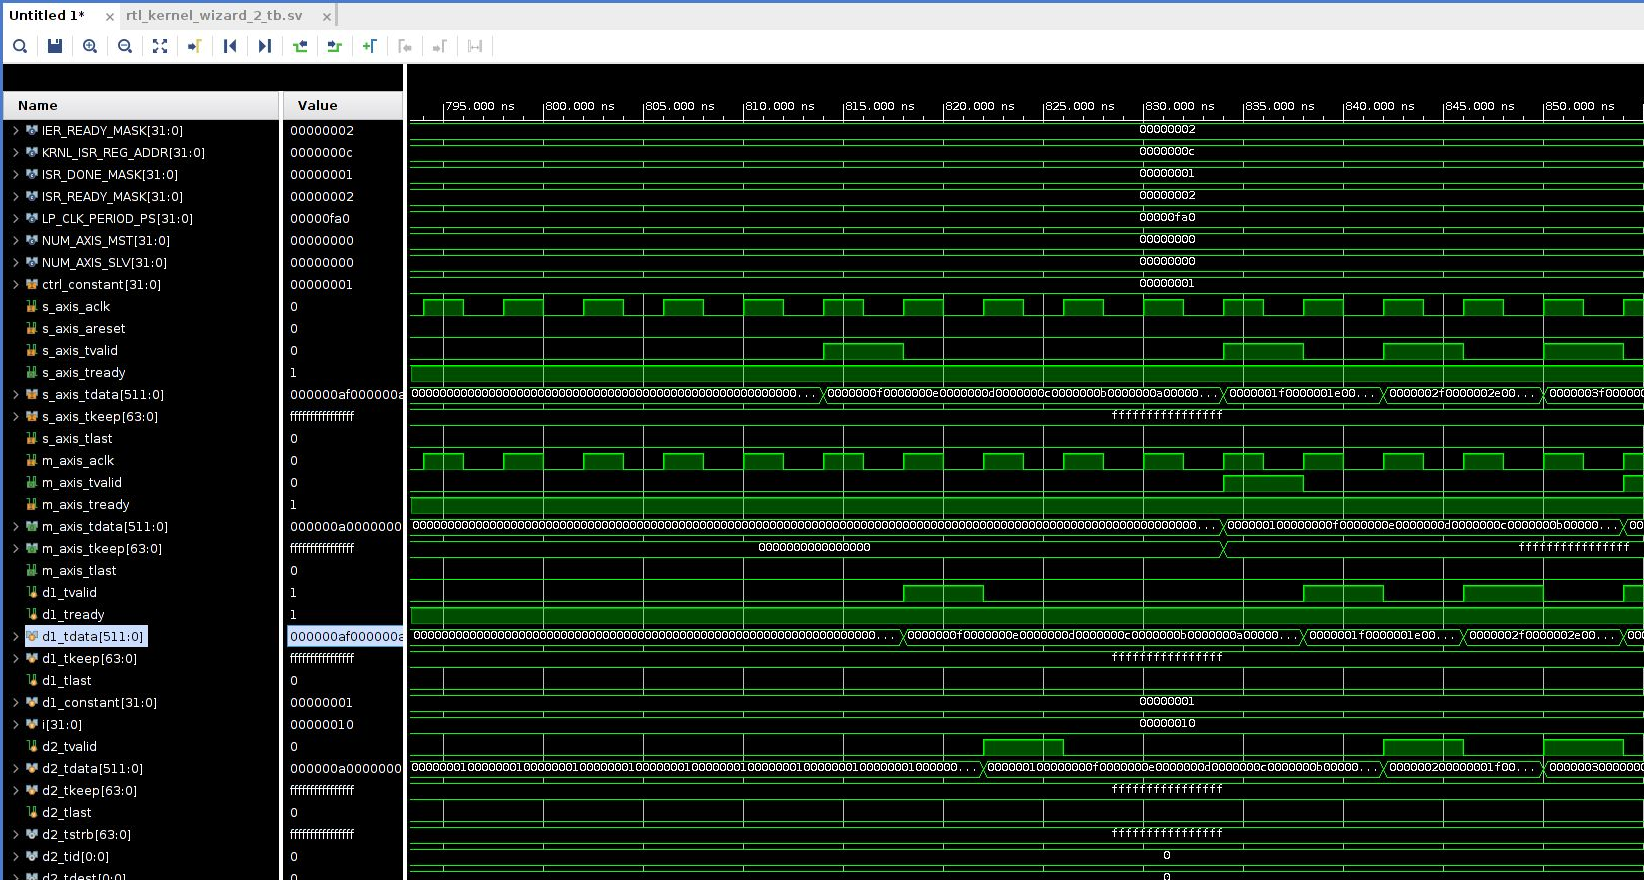 Untitled 1* × rtl_kernel_wizard_2_tb.sv ×
Name Value 795.000 ns 800.000 ns 805.000 ns 810.000 ns 815.000 ns 820.000 ns 825.000 ns 830.000 ns 835.000 ns 840.000 ns 845.000 ns 850.000 ns
IER_READY_MASK[31:0] 00000002 00000002
KRNL_ISR_REG_ADDR[31:0] 0000000c 0000000c
ISR_DONE_MASK[31:0] 00000001 00000001
ISR_READY_MASK[31:0] 00000002 00000002
LP_CLK_PERIOD_PS[31:0] 00000fa0 00000fa0
NUM_AXIS_MST[31:0] 00000000 00000000
NUM_AXIS_SLV[31:0] 00000000 00000000
ctrl_constant[31:0] 00000001 00000001
s_axis_aclk 0
s_axis_areset 0
s_axis_tvalid 0
s_axis_tready 1
s_axis_tdata[511:0] 000000af000000a 0000001f0000001e00... 0000002f0000002e00... 0000003f000000
s_axis_tkeep[63:0] ffffffffffffffff ffffffffffffffff
s_axis_tlast 0
m_axis_aclk 0
m_axis_tvalid 0
m_axis_tready 1
m_axis_tdata[511:0] 000000a0000000 000000100000000f0000000e0000000d0000000c0000000b00000... 00
m_axis_tkeep[63:0] ffffffffffffffff 0000000000000000 ffffffffffffffff
m_axis_tlast 0
d1_tvalid 1
d1_tready 1
d1_tdata[511:0] 000000af000000a 0000000f0000000e0000000d0000000c0000000b0000000a00000... 0000001f0000001e00... 0000002f0000002e00... 000
d1_tkeep[63:0] ffffffffffffffff ffffffffffffffff
d1_tlast 0
d1_constant[31:0] 00000001 00000001
i[31:0] 00000010 00000010
d2_tvalid 0
d2_tdata[511:0] 000000a0000000 000000100000000f0000000e0000000d0000000c0000000b00000... 000000200000001f00... 0000003000000
d2_tkeep[63:0] ffffffffffffffff ffffffffffffffff
d2_tlast 0
d2_tstrb[63:0] ffffffffffffffff ffffffffffffffff
d2_tid[0:0] 0 0
d2_tdest[0:0] 0 0